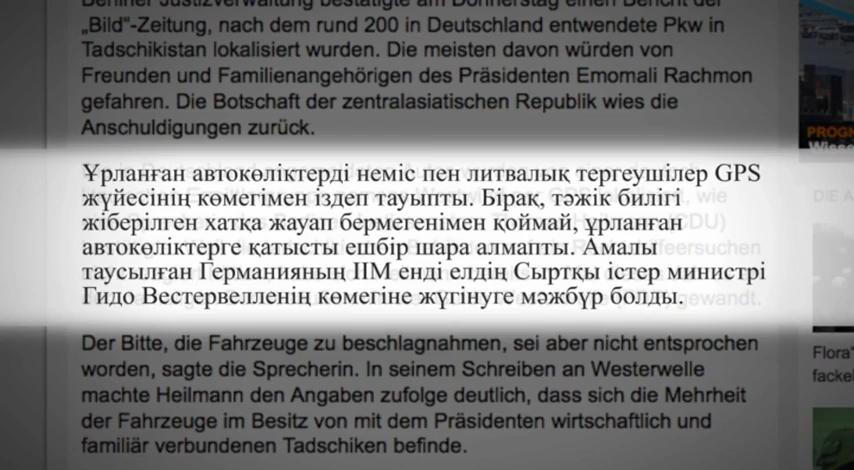 Berliner Justizverwaltung bestätigte am Donnerstag einen Bericht der
„Bild"-Zeitung, nach dem rund 200 in Deutschland entwendete Pkw in
Tadschikistan lokalisiert wurden. Die meisten davon würden von
Freunden und Familienangehörigen des Präsidenten Emomali Rachmon
gefahren. Die Botschaft der zentralasiatischen Republik wies die
Anschuldigungen zurück.
Ұрланған автокөліктерді неміс пен литвалық тергеушілер GPS
жүйесінің көмегімен іздеп тауыпты. Бірақ, тәжік билігі
жіберілген хатқа жауап бермегенімен қоймай, ұрланған
автокөліктерге қатысты ешбір шара алмапты. Амалы
таусылған Германияның ІІМ енді елдің Сыртқы істер министрі
Гидо Вестервелленің көмегіне жүгінуге мәжбүр болды.
Der Bitte, die Fahrzeuge zu beschlagnahmen, sei aber nicht entsprochen
worden, sagte die Sprecherin. In seinem Schreiben an Westerwelle
machte Heilmann den Angaben zufolge deutlich, dass sich die Mehrheit
der Fahrzeuge im Besitz von mit dem Präsidenten wirtschaftlich und
familiär verbundenen Tadschiken befinde.
PROGN
DIE A
Flora"
fackel